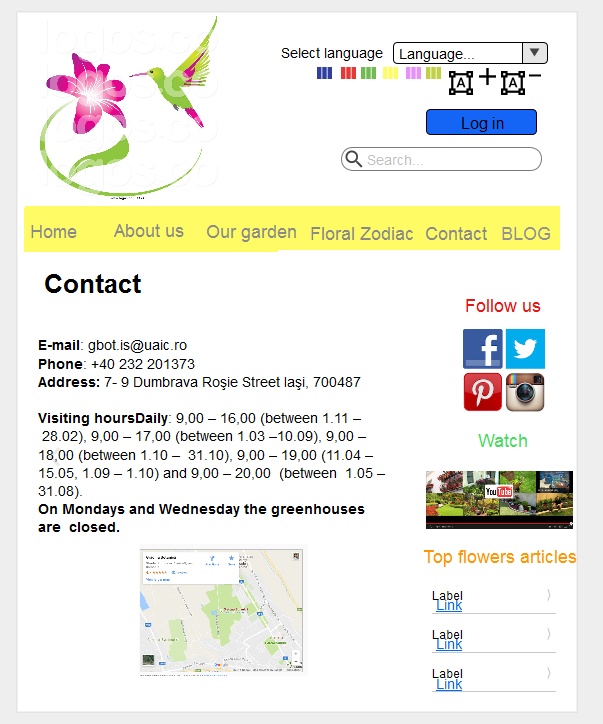 Select language
Language...
A + A −
Log in
Search...
Home About us Our garden Floral Zodiac Contact BLOG
Contact
E-mail: gbot.is@uaic.ro
Phone: +40 232 201373
Address: 7- 9 Dumbrava Roşie Street Iaşi, 700487
Visiting hoursDaily: 9,00 – 16,00 (between 1.11 –
28.02), 9,00 – 17,00 (between 1.03 –10.09), 9,00 –
18,00 (between 1.10 – 31.10), 9,00 – 19,00 (11.04 –
15.05, 1.09 – 1.10) and 9,00 – 20,00 (between 1.05 –
31.08).
On Mondays and Wednesday the greenhouses
are closed.
Google
Follow us
f
Watch
YouTube
Top flowers articles
Label
Link
Label
Link
Label
Link